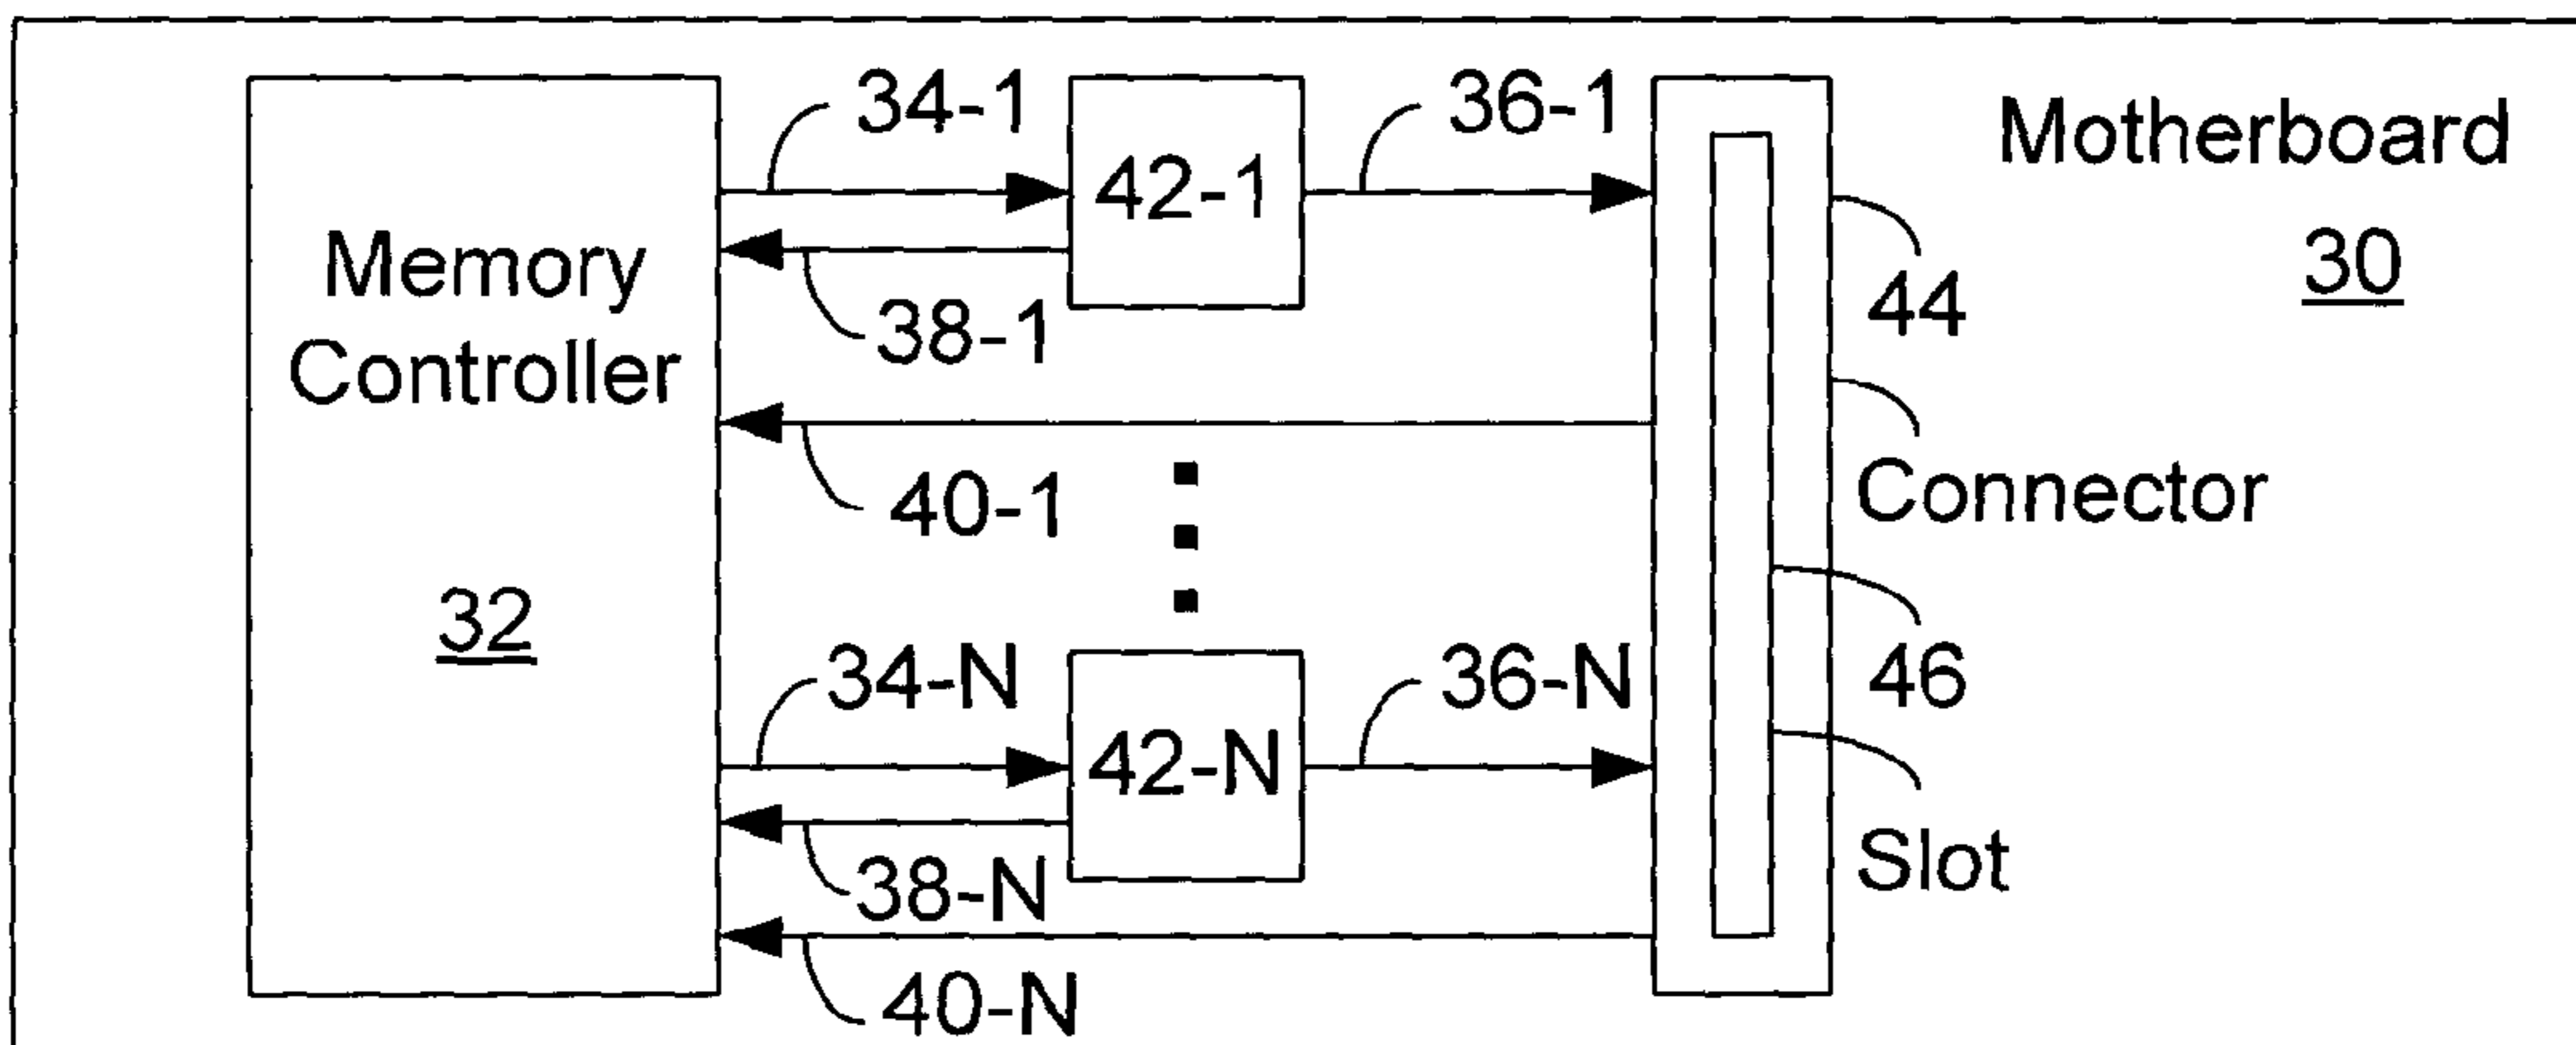 34-1
42-1
36-1
Motherboard
30
Memory
Controller
38-1
44
40-1
Connector
32
34-N
42-N
36-N
46
38-N
Slot
40-N